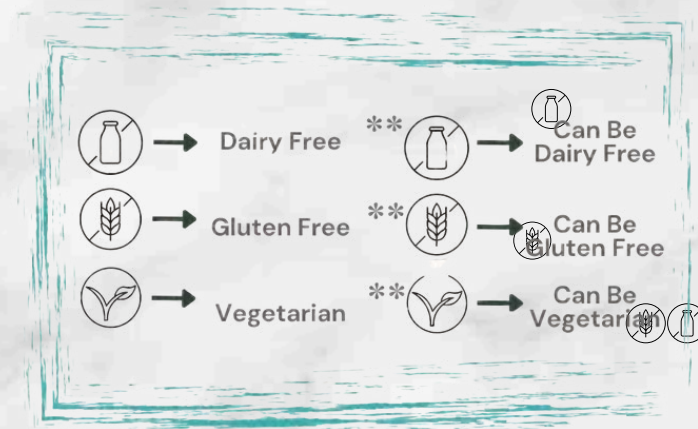 Dairy Free
** Can Be
Dairy Free
Gluten Free
** Can Be
Gluten Free
Vegetarian
** Can Be
Vegetarian